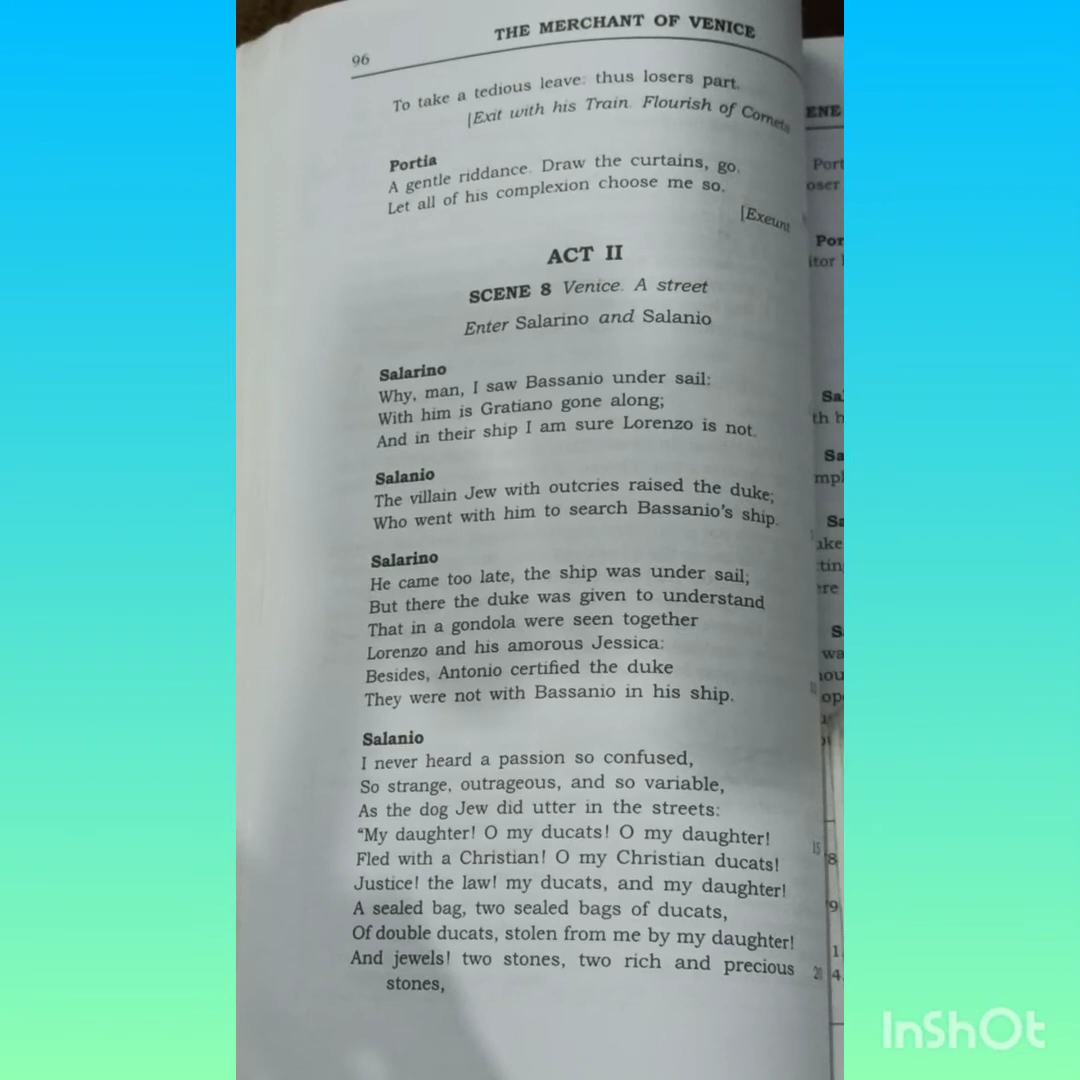 THE MERCHANT OF VENICE
96
To take a tedious leave: thus losers part.
[Exit with his Train. Flourish of Cornets
Portia
A gentle riddance. Draw the curtains, go.
Let all of his complexion choose me so.
[Exeunt
ACT II
SCENE 8 Venice. A street
Enter Salarino and Salanio
Salarino
Why, man, I saw Bassanio under sail:
With him is Gratiano gone along;
And in their ship I am sure Lorenzo is not.
Salanio
The villain Jew with outcries raised the duke;
Who went with him to search Bassanio's ship.
Salarino
He came too late, the ship was under sail;
But there the duke was given to understand
That in a gondola were seen together
Lorenzo and his amorous Jessica:
Besides, Antonio certified the duke
They were not with Bassanio in his ship.
Salanio
I never heard a passion so confused,
So strange, outrageous, and so variable,
As the dog Jew did utter in the streets:
“My daughter! O my ducats! O my daughter!
Fled with a Christian! O my Christian ducats!
Justice! the law! my ducats, and my daughter!
A sealed bag, two sealed bags of ducats,
Of double ducats, stolen from me by my daughter!
And jewels! two stones, two rich and precious
stones,
15
20
InShOt